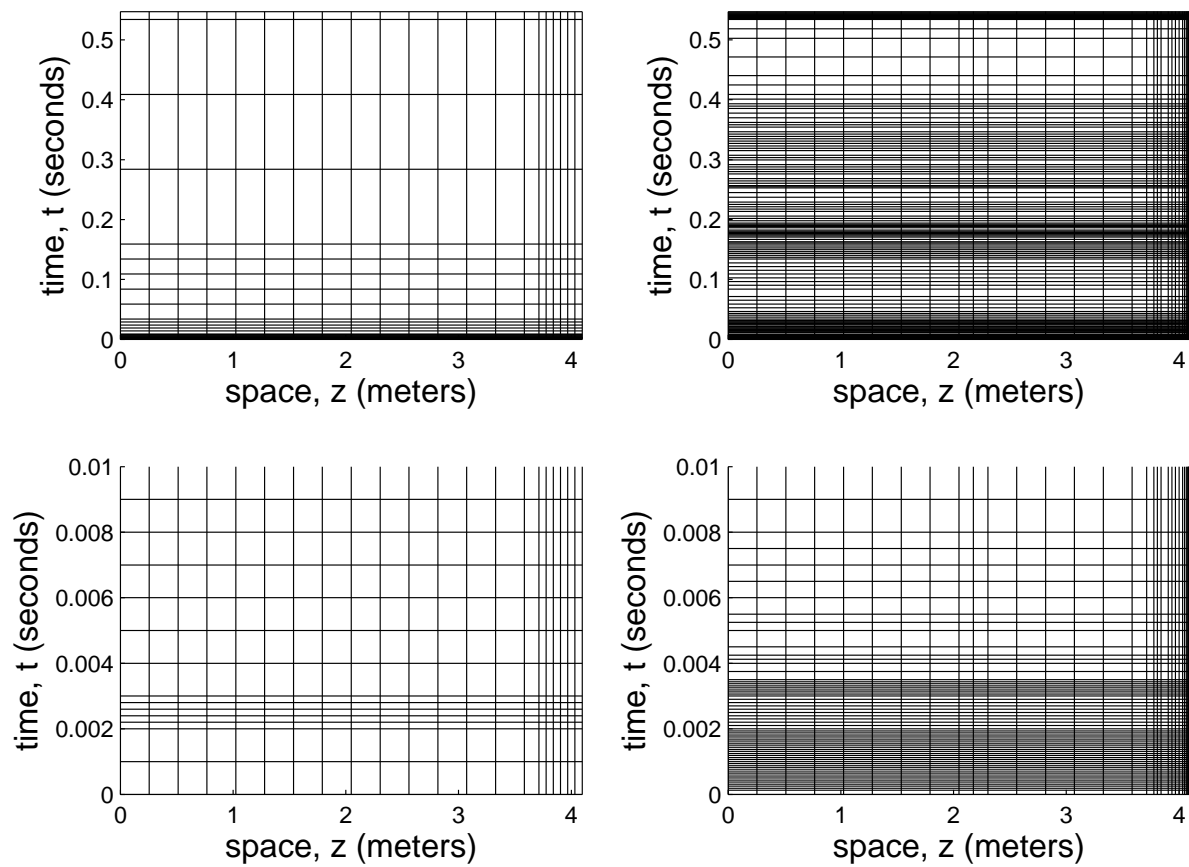 0.5
0.4
0.3
0.2
0.1
0
0 1 2 3 4
time, t (seconds)
space, z (meters)
0.5
0.4
0.3
0.2
0.1
0
0 1 2 3 4
time, t (seconds)
space, z (meters)
0.01
0.008
0.006
0.004
0.002
0
0 1 2 3 4
time, t (seconds)
space, z (meters)
0.01
0.008
0.006
0.004
0.002
0
0 1 2 3 4
time, t (seconds)
space, z (meters)